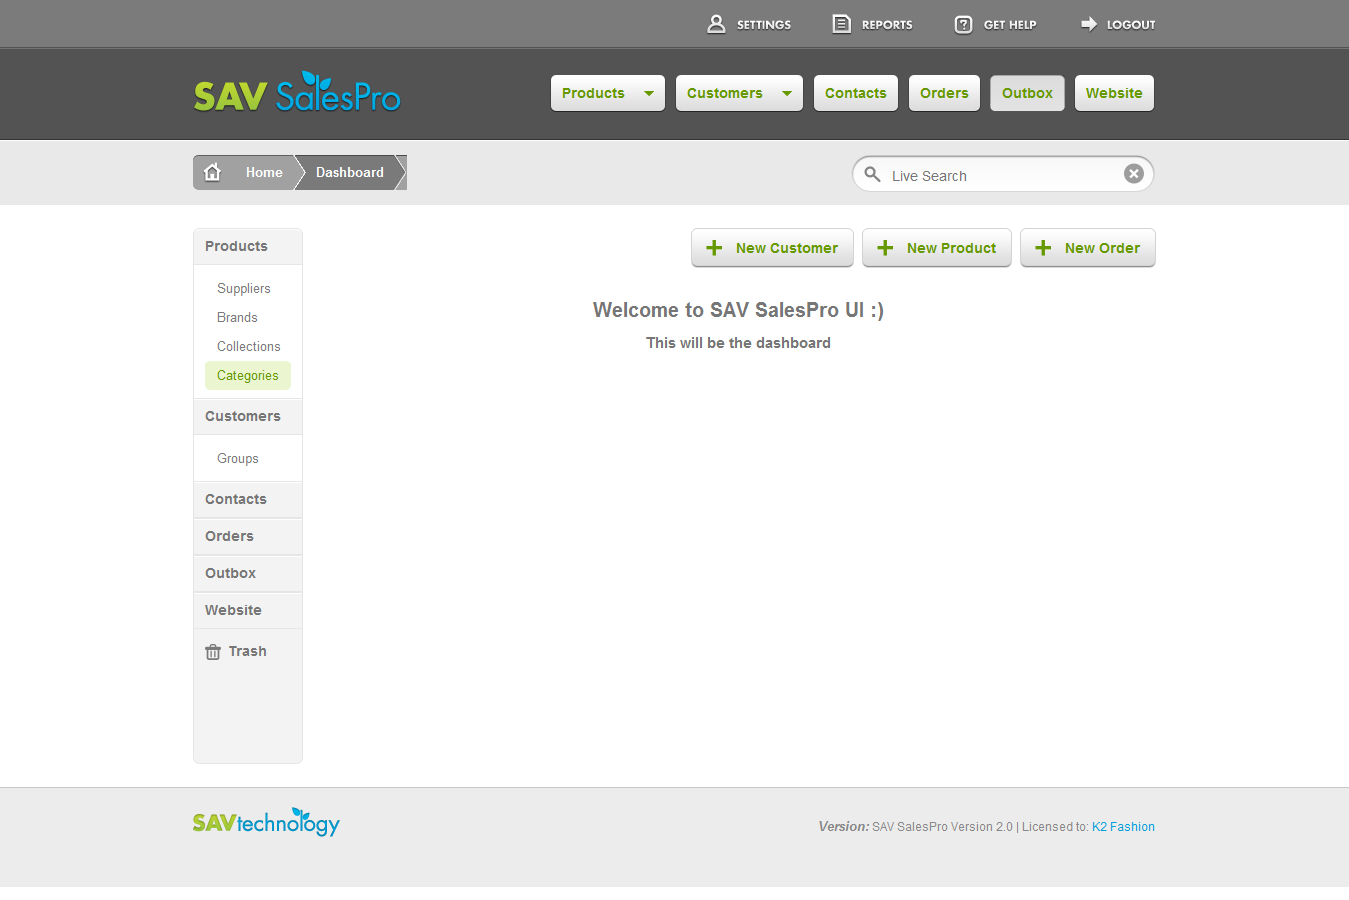 SETTINGS REPORTS GET HELP LOGOUT
SAV SalesPro
Products Customers Contacts Orders Outbox Website
Home Dashboard
Live Search
New Customer New Product New Order
Products
Suppliers
Brands
Collections
Categories
Customers
Groups
Contacts
Orders
Outbox
Website
Trash
Welcome to SAV SalesPro UI :)
This will be the dashboard
SAVtechnology
Version: SAV SalesPro Version 2.0 | Licensed to: K2 Fashion